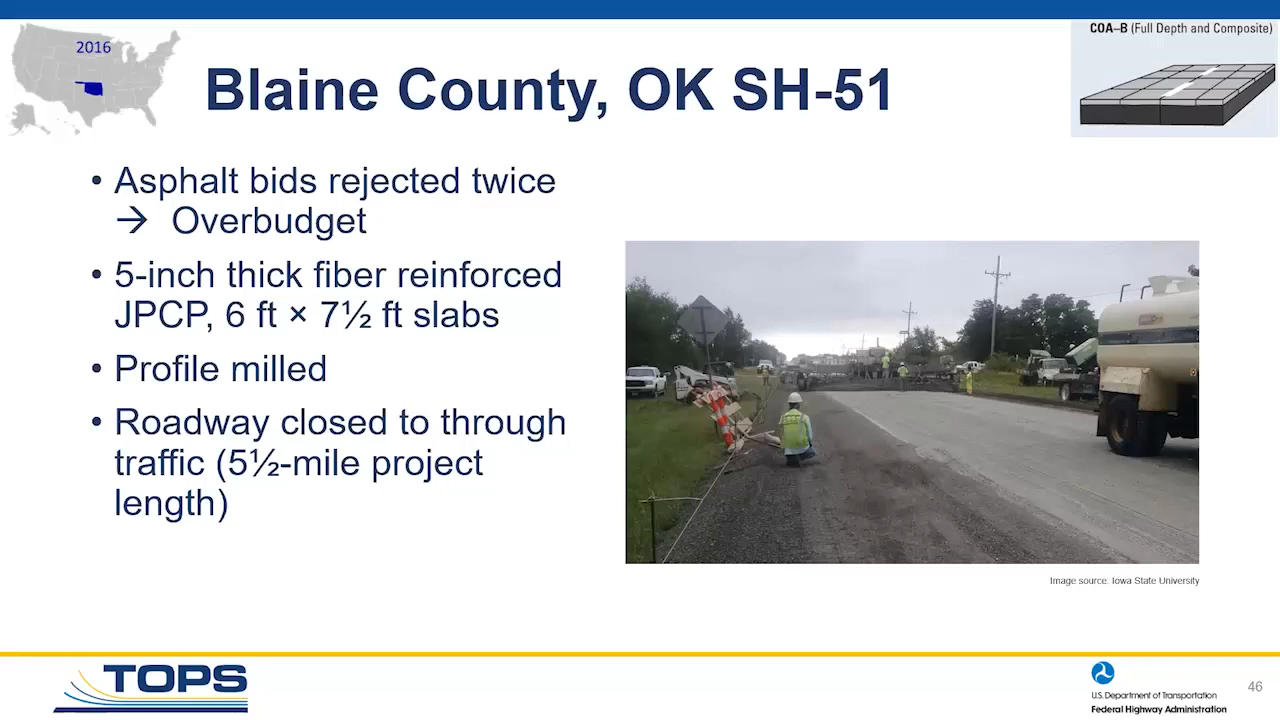 2016
COA–B (Full Depth and Composite)
Blaine County, OK SH-51
• Asphalt bids rejected twice
→ Overbudget
• 5-inch thick fiber reinforced
JPCP, 6 ft × 7½ ft slabs
• Profile milled
• Roadway closed to through
traffic (5½-mile project
length)
Image source: Iowa State University
TOPS
U.S. Department of Transportation
Federal Highway Administration
46